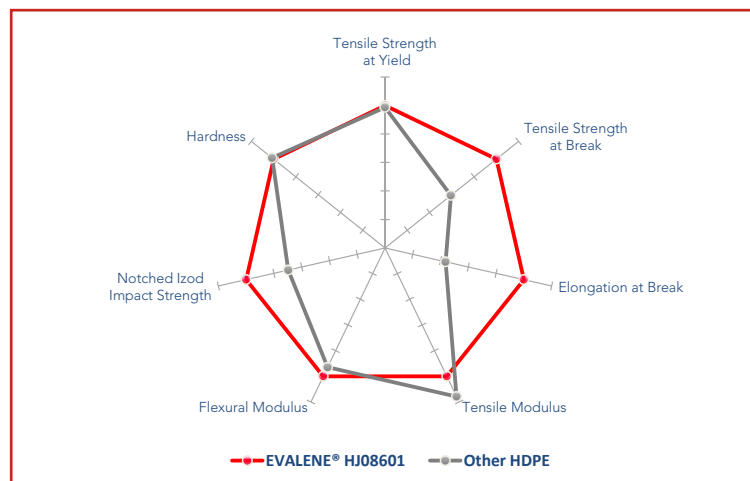 Tensile Strength
at Yield
Hardness
Tensile Strength
at Break
Notched Izod
Impact Strength
Elongation at Break
Flexural Modulus
Tensile Modulus
EVALENE® HJ08601
Other HDPE